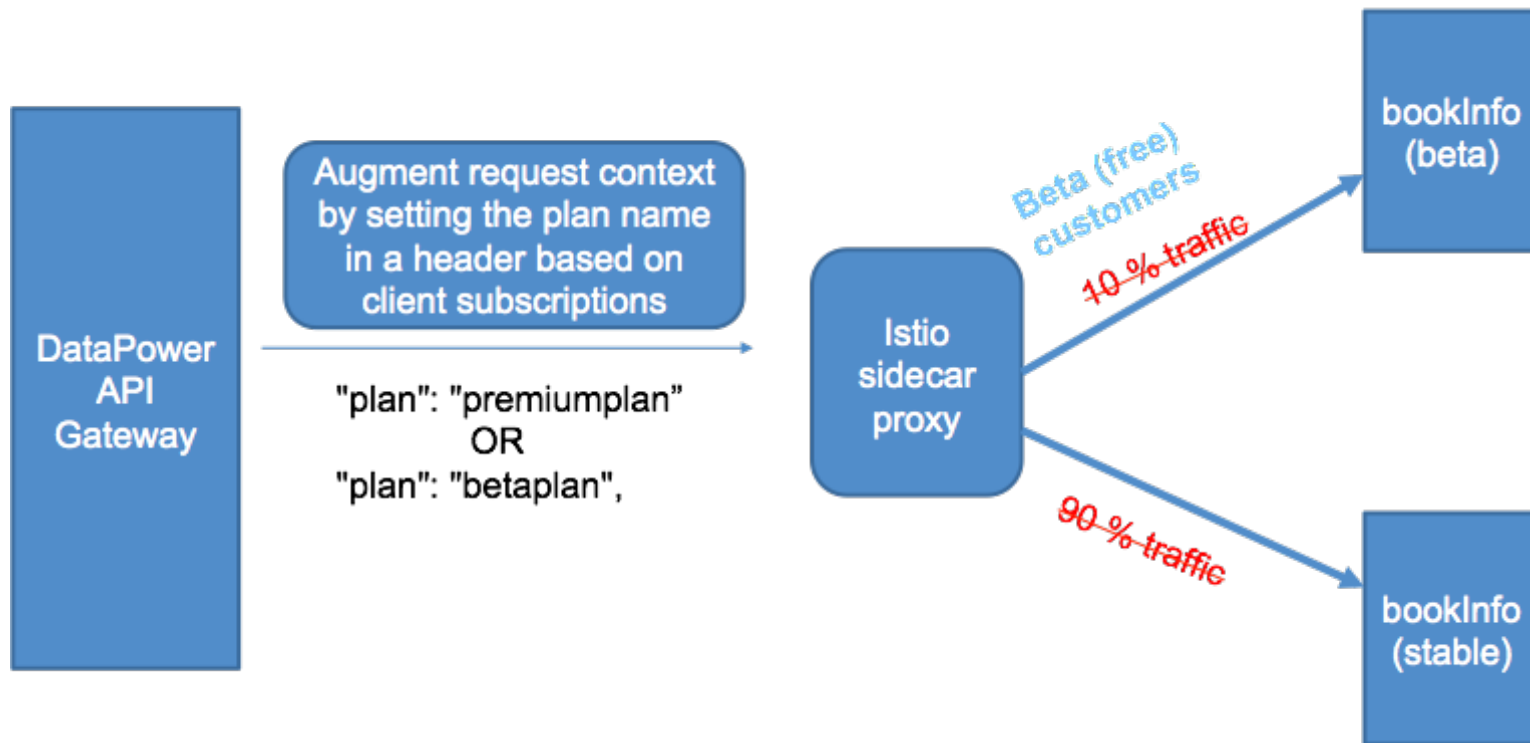 DataPower
API
Gateway
Augment request context
by setting the plan name
in a header based on
client subscriptions
"plan": "premiumplan”
OR
"plan": "betaplan",
Istio
sidecar
proxy
Beta (free)
customers
10 % traffic
90 % traffic
bookInfo
(beta)
bookInfo
(stable)